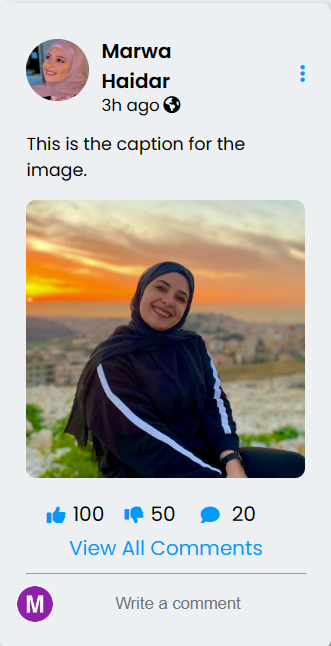 Marwa
Haidar
3h ago
This is the caption for the
image.
100 50 20
View All Comments
M Write a comment